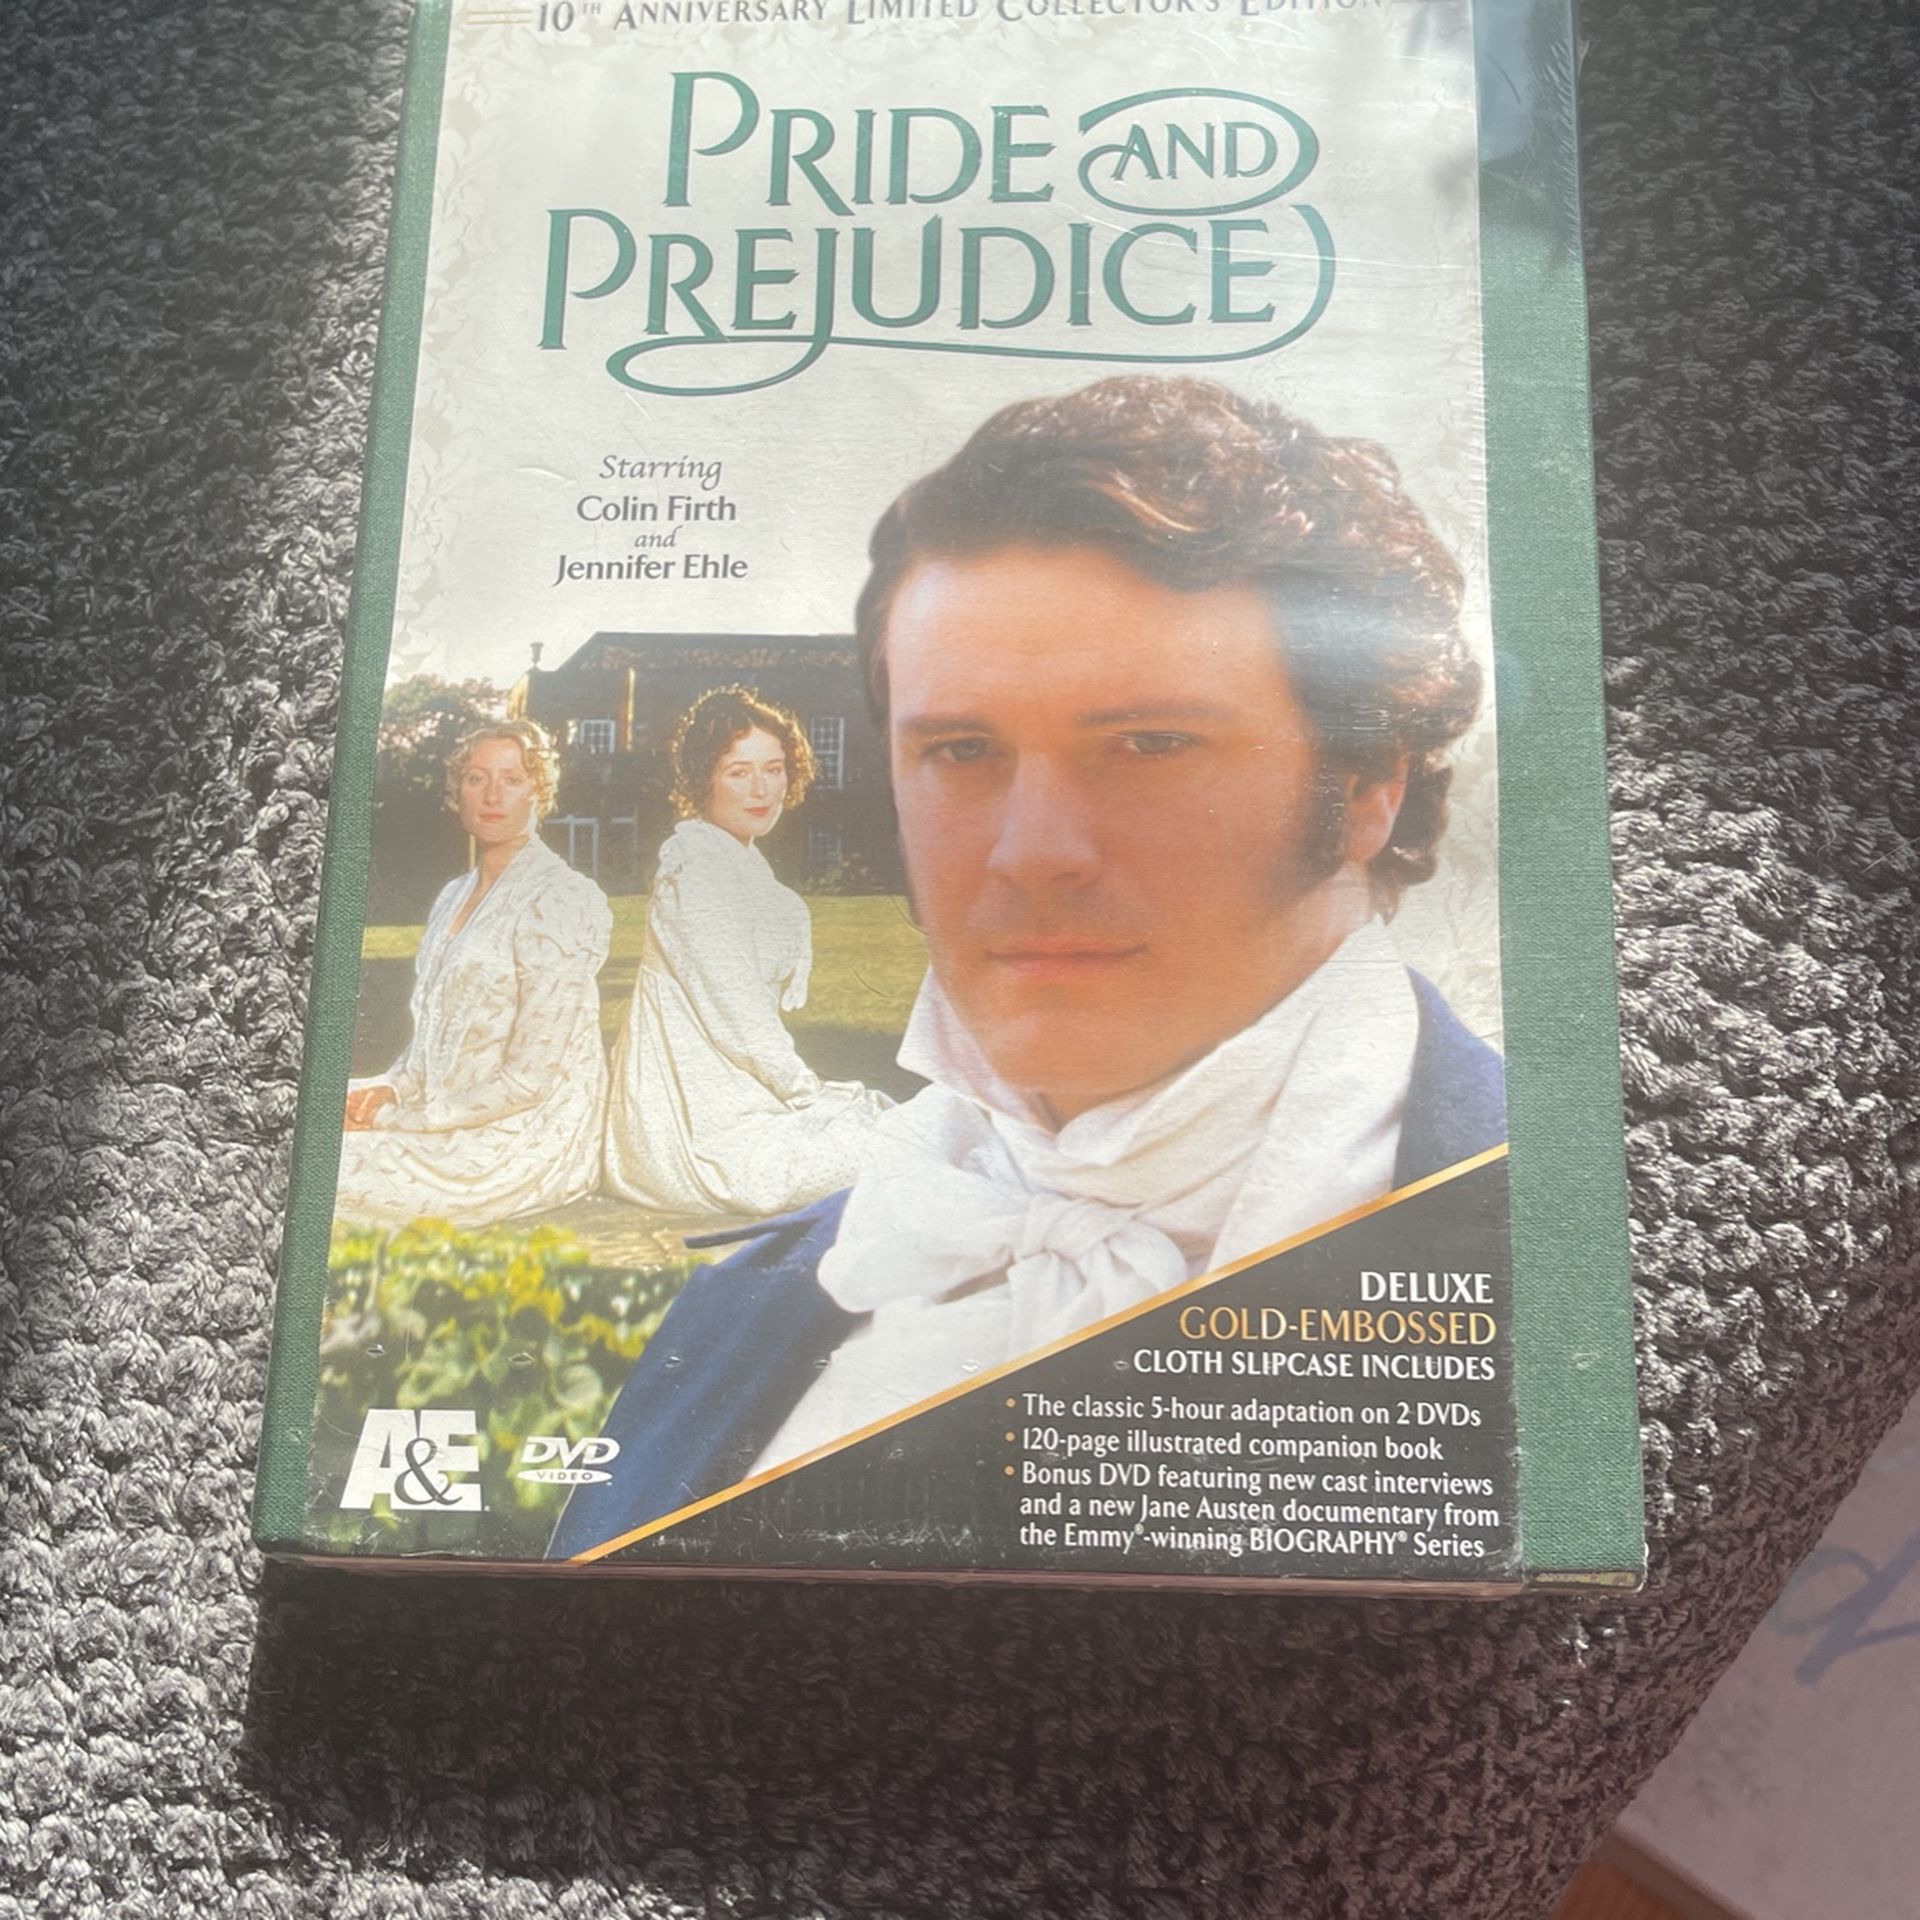 10TH ANNIVERSARY LIMITED COLLECTOR'S EDITION
PRIDE AND
PREJUDICE
Starring
Colin Firth
and
Jennifer Ehle
DELUXE
GOLD-EMBOSSED
CLOTH SLIPCASE INCLUDES
• The classic 5-hour adaptation on 2 DVDs
• 120-page illustrated companion book
• Bonus DVD featuring new cast interviews
and a new Jane Austen documentary from
the Emmy®-winning BIOGRAPHY® Series
A&E
DVD
VIDEO